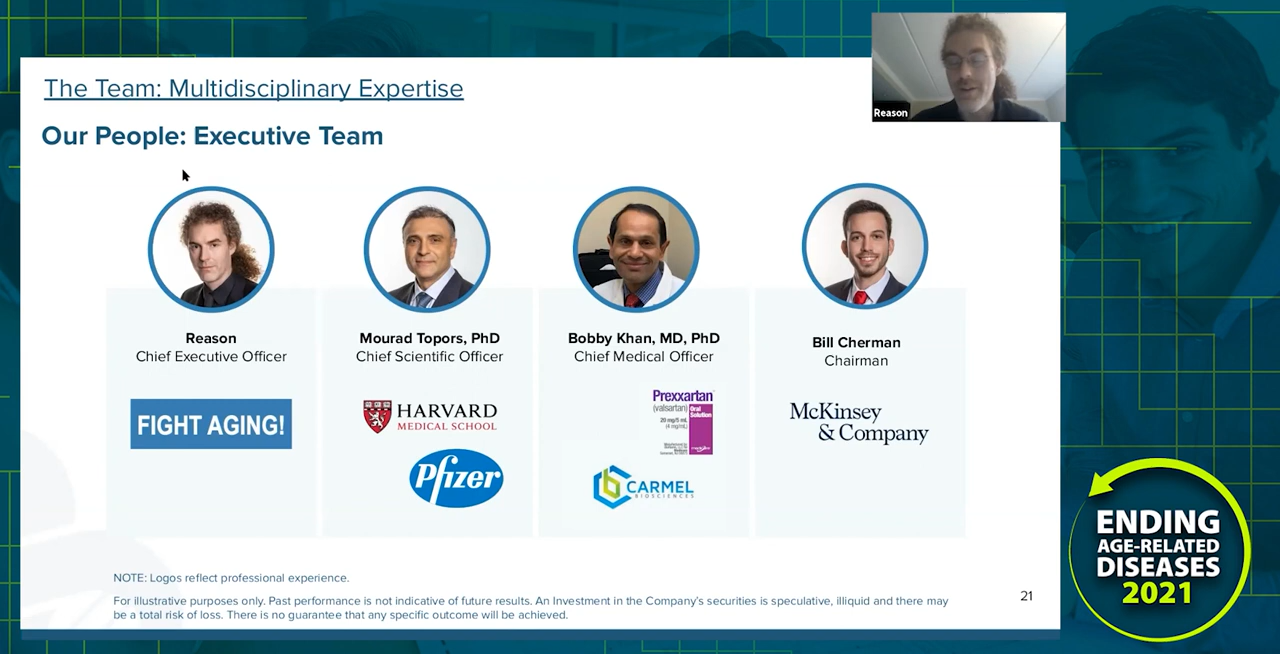 Reason
The Team: Multidisciplinary Expertise
Our People: Executive Team
Reason
Chief Executive Officer
FIGHT AGING!
Mourad Topors, PhD
Chief Scientific Officer
HARVARD
MEDICAL SCHOOL
Pfizer
Bobby Khan, MD, PhD
Chief Medical Officer
Prexxartan
(valsartan) Oral
Solution
20 mg/5 mL
(4 mg/mL)
CARMEL
BIOSCIENCES
Bill Cherman
Chairman
McKinsey
& Company
NOTE: Logos reflect professional experience.
For illustrative purposes only. Past performance is not indicative of future results. An Investment in the Company's securities is speculative, illiquid and there may
be a total risk of loss. There is no guarantee that any specific outcome will be achieved.
21
ENDING
AGE-RELATED
DISEASES
2021